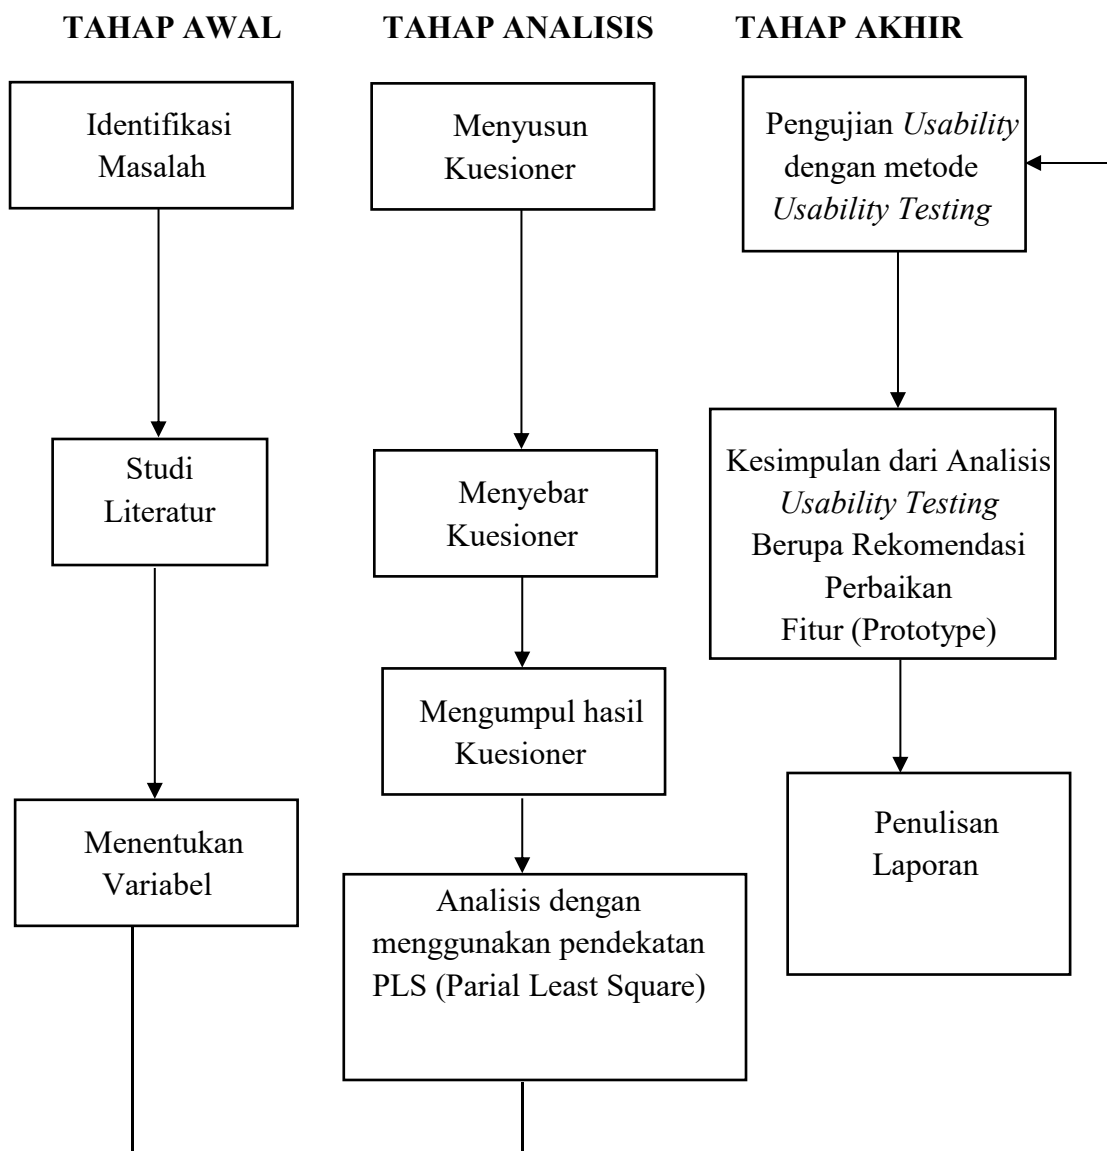 TAHAP AWAL
TAHAP ANALISIS
TAHAP AKHIR
Identifikasi
Masalah
Studi
Literatur
Menentukan
Variabel
Menyusun
Kuesioner
Menyebar
Kuesioner
Mengumpul hasil
Kuesioner
Analisis dengan
menggunakan pendekatan
PLS (Parial Least Square)
Pengujian Usability
dengan metode
Usability Testing
Kesimpulan dari Analisis
Usability Testing
Berupa Rekomendasi
Perbaikan
Fitur (Prototype)
Penulisan
Laporan